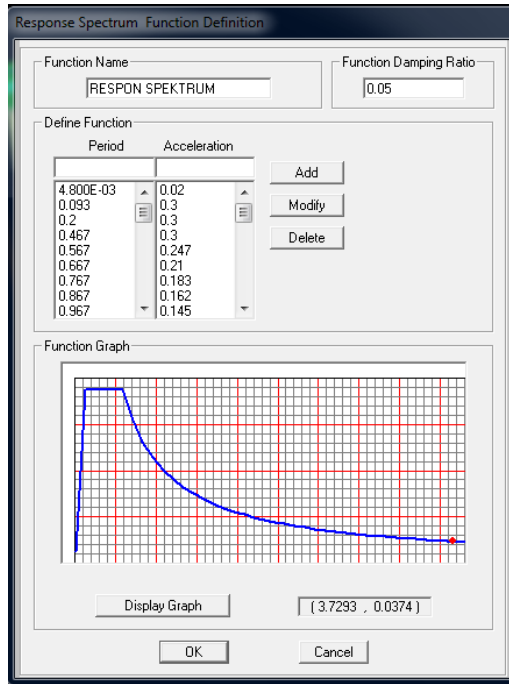 Response Spectrum Function Definition
Function Name
RESPON SPEKTRUM
Function Damping Ratio
0.05
Define Function
Period Acceleration
4.800E-03 0.02
0.093 0.3
0.2 0.3
0.467 0.3
0.567 0.247
0.667 0.21
0.767 0.183
0.867 0.162
0.967 0.145
Add
Modify
Delete
Function Graph
Display Graph
( 3.7293 , 0.0374 )
OK Cancel